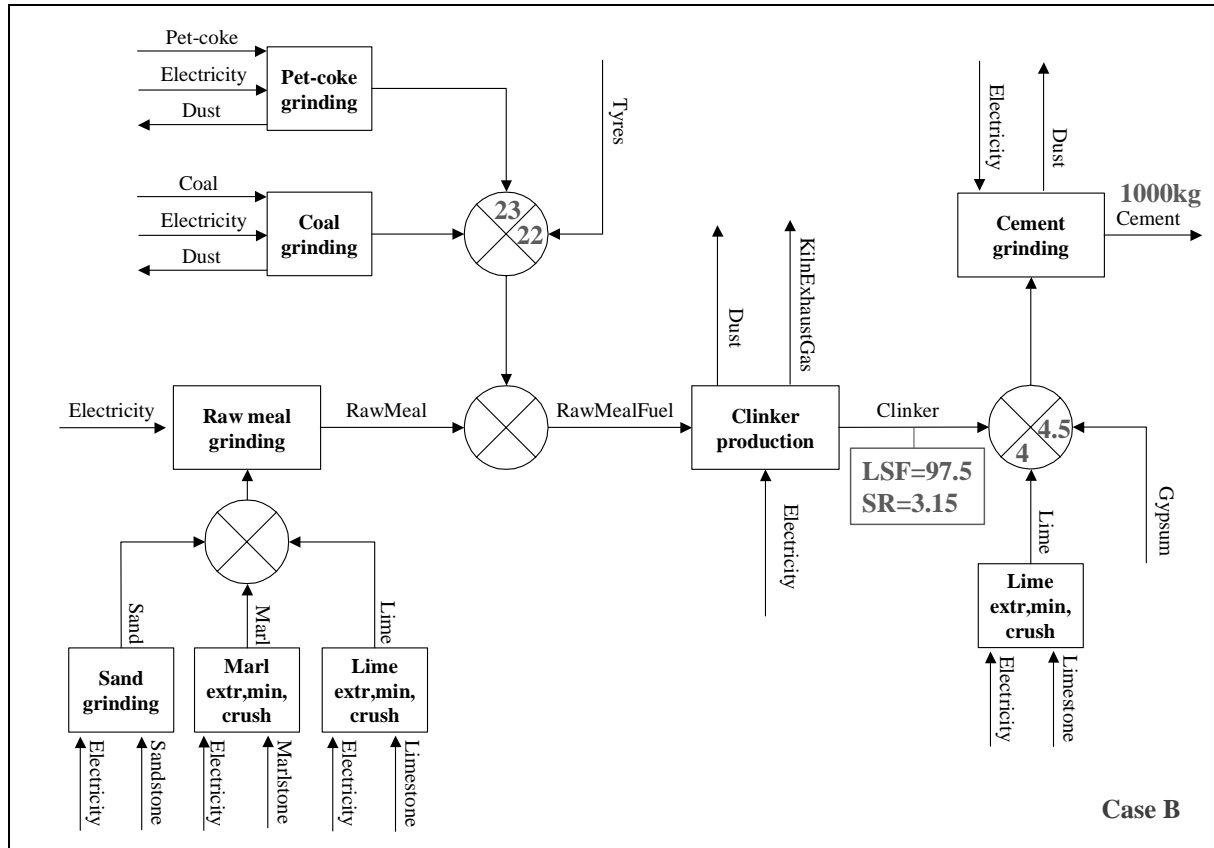 Pet-coke
Electricity
Dust
Pet-coke
grinding
Tyres
Coal
Electricity
Dust
Coal
grinding
23
22
Electricity
Dust
Cement
grinding
1000kg
Cement
Electricity
Raw meal
grinding
RawMeal
RawMealFuel
Dust
KilnExhaustGas
Clinker
production
Electricity
Clinker
LSF=97.5
SR=3.15
4.5
4
Gypsum
Lime
Lime
extr,min,
crush
Electricity
Limestone
Sand
Marl
Lime
Sand
grinding
Marl
extr,min,
crush
Lime
extr,min,
crush
Electricity
Sandstone
Electricity
Marlstone
Electricity
Limestone
Case B